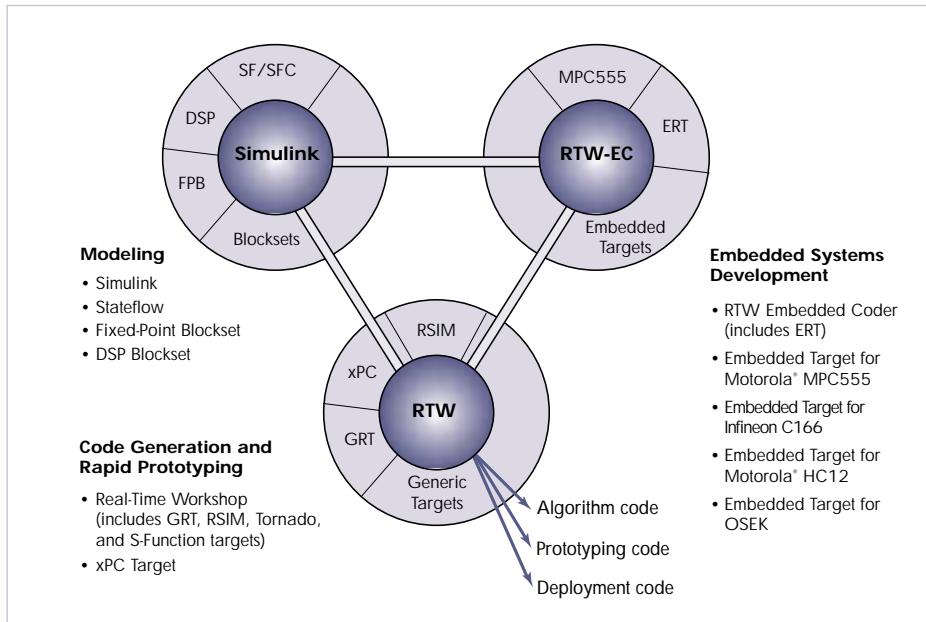 SF/SFC
DSP
Simulink
FPB
Blocksets
MPC555
ERT
RTW-EC
Embedded
Targets
RSIM
xPC
RTW
GRT
Generic
Targets
Algorithm code
Prototyping code
Deployment code
Modeling
• Simulink
• Stateflow
• Fixed-Point Blockset
• DSP Blockset
Code Generation and
Rapid Prototyping
• Real-Time Workshop
(includes GRT, RSIM, Tornado,
and S-Function targets)
• xPC Target
Embedded Systems
Development
• RTW Embedded Coder
(includes ERT)
• Embedded Target for
Motorola® MPC555
• Embedded Target for
Infineon C166
• Embedded Target for
Motorola® HC12
• Embedded Target for
OSEK